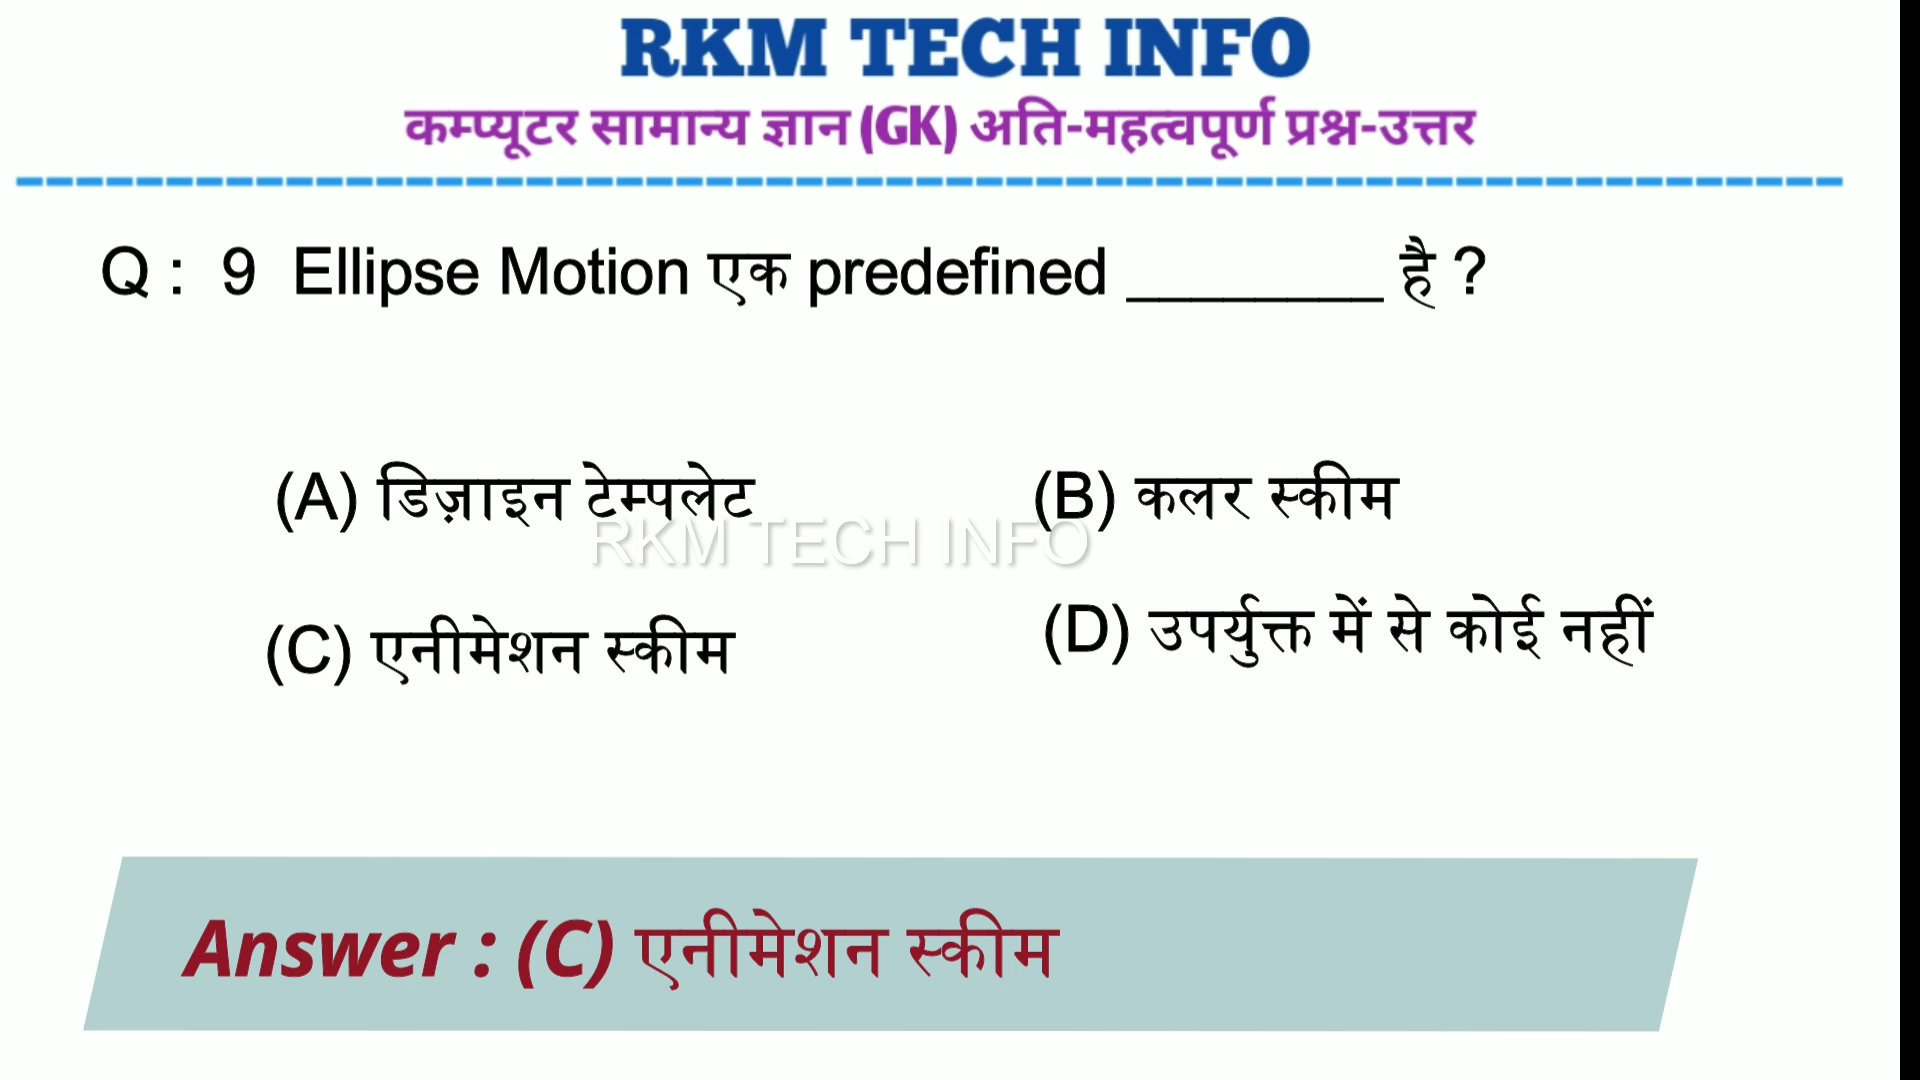 RKM TECH INFO
कम्प्यूटर सामान्य ज्ञान (GK) अति-महत्वपूर्ण प्रश्न-उत्तर
Q : 9 Ellipse Motion एक predefined ________ है ?
(A) डिज़ाइन टेम्पलेट (B) कलर स्कीम
RKM TECH INFO
(C) एनीमेशन स्कीम (D) उपर्युक्त में से कोई नहीं
Answer : (C) एनीमेशन स्कीम